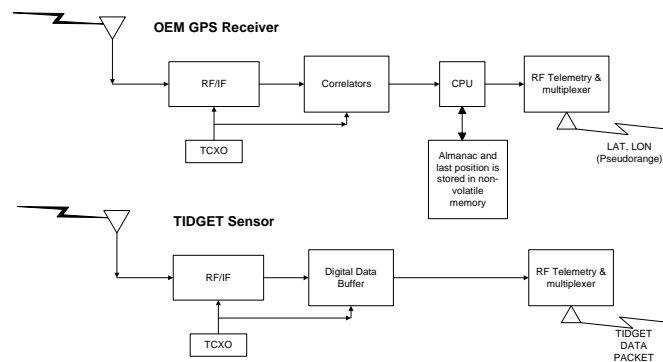 OEM GPS Receiver
RF/IF
Correlators
CPU
RF Telemetry &
multiplexer
TCXO
Almanac and
last position is
stored in non-
volatile
memory
LAT, LON
(Pseudorange)
TIDGET Sensor
RF/IF
Digital Data
Buffer
RF Telemetry &
multiplexer
TCXO
TIDGET
DATA
PACKET